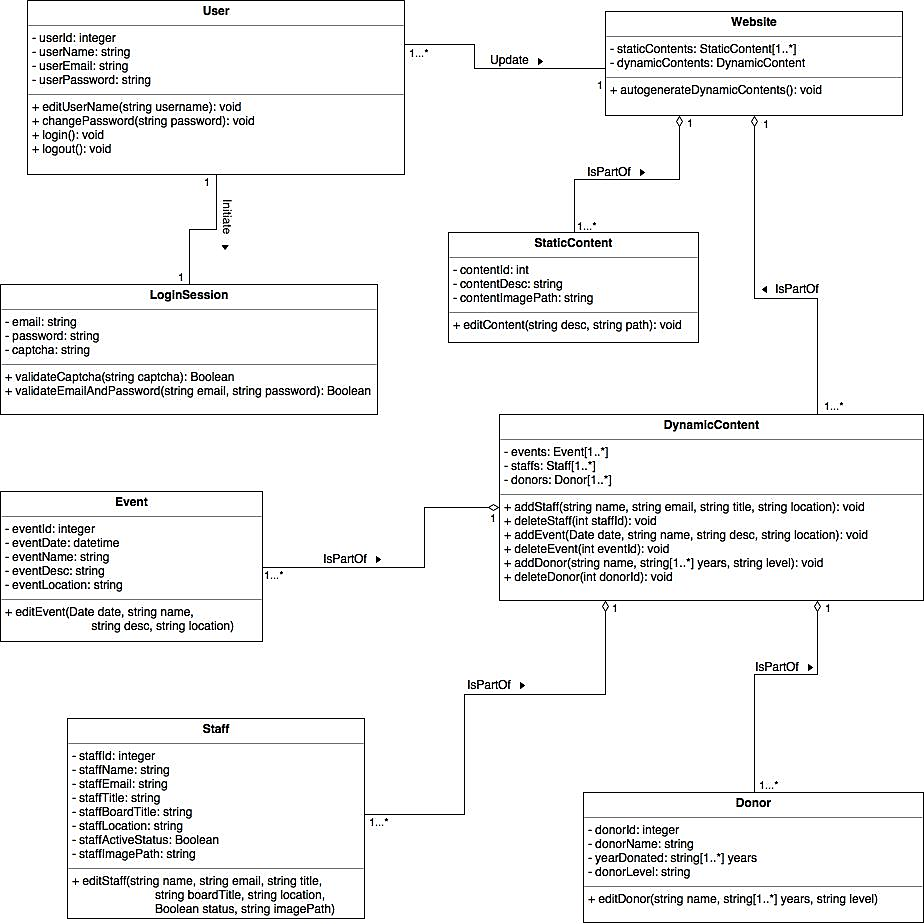 User
- userId: integer
- userName: string
- userEmail: string
- userPassword: string
+ editUserName(string username): void
+ changePassword(string password): void
+ login(): void
+ logout(): void
1...*
Update
1
Website
- staticContents: StaticContent[1..*]
- dynamicContents: DynamicContent
+ autogenerateDynamicContents(): void
1
1
1
Initiate
1
IsPartOf
1...*
StaticContent
- contentId: int
- contentDesc: string
- contentImagePath: string
+ editContent(string desc, string path): void
IsPartOf
1...*
LoginSession
- email: string
- password: string
- captcha: string
+ validateCaptcha(string captcha): Boolean
+ validateEmailAndPassword(string email, string password): Boolean
DynamicContent
- events: Event[1..*]
- staffs: Staff[1..*]
- donors: Donor[1..*]
+ addStaff(string name, string email, string title, string location): void
+ deleteStaff(int staffId): void
+ addEvent(Date date, string name, string desc, string location): void
+ deleteEvent(int eventId): void
+ addDonor(string name, string[1..*] years, string level): void
+ deleteDonor(int donorId): void
1
1
1
Event
- eventId: integer
- eventDate: datetime
- eventName: string
- eventDesc: string
- eventLocation: string
+ editEvent(Date date, string name,
string desc, string location)
IsPartOf
1...*
IsPartOf
1...*
IsPartOf
1...*
Staff
- staffId: integer
- staffName: string
- staffEmail: string
- staffTitle: string
- staffBoardTitle: string
- staffLocation: string
- staffActiveStatus: Boolean
- staffImagePath: string
+ editStaff(string name, string email, string title,
string boardTitle, string location,
Boolean status, string imagePath)
Donor
- donorId: integer
- donorName: string
- yearDonated: string[1..*] years
- donorLevel: string
+ editDonor(string name, string[1..*] years, string level)